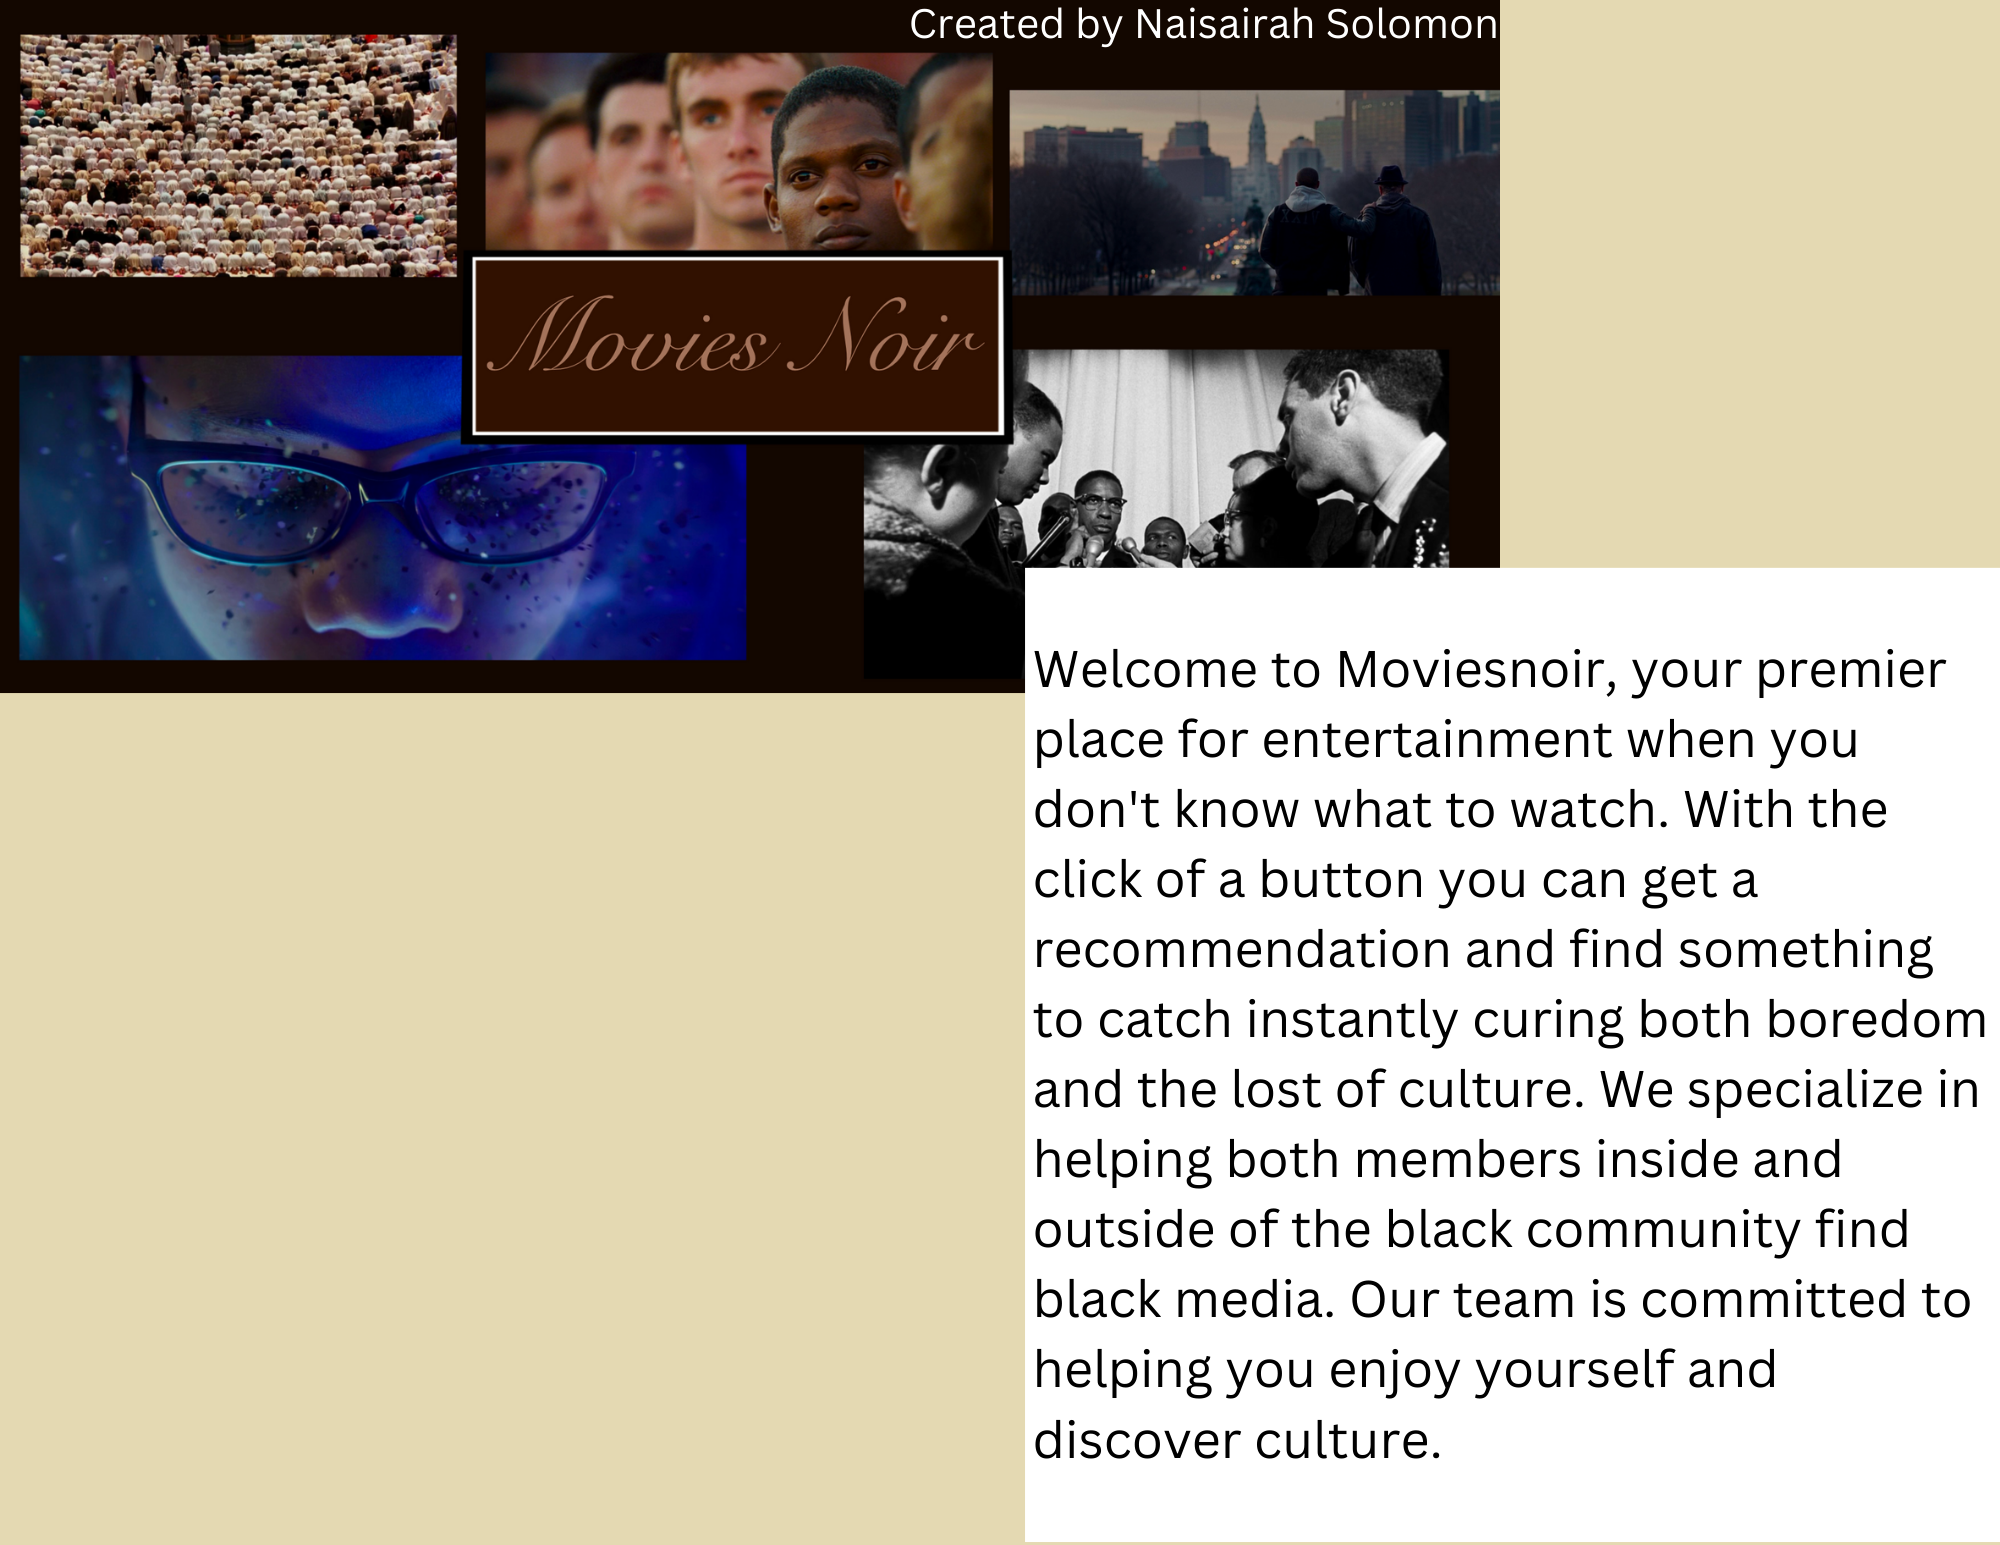 Created by Naisairah Solomon
Movies Noir
Welcome to Moviesnoir, your premier
place for entertainment when you
don't know what to watch. With the
click of a button you can get a
recommendation and find something
to catch instantly curing both boredom
and the lost of culture. We specialize in
helping both members inside and
outside of the black community find
black media. Our team is committed to
helping you enjoy yourself and
discover culture.